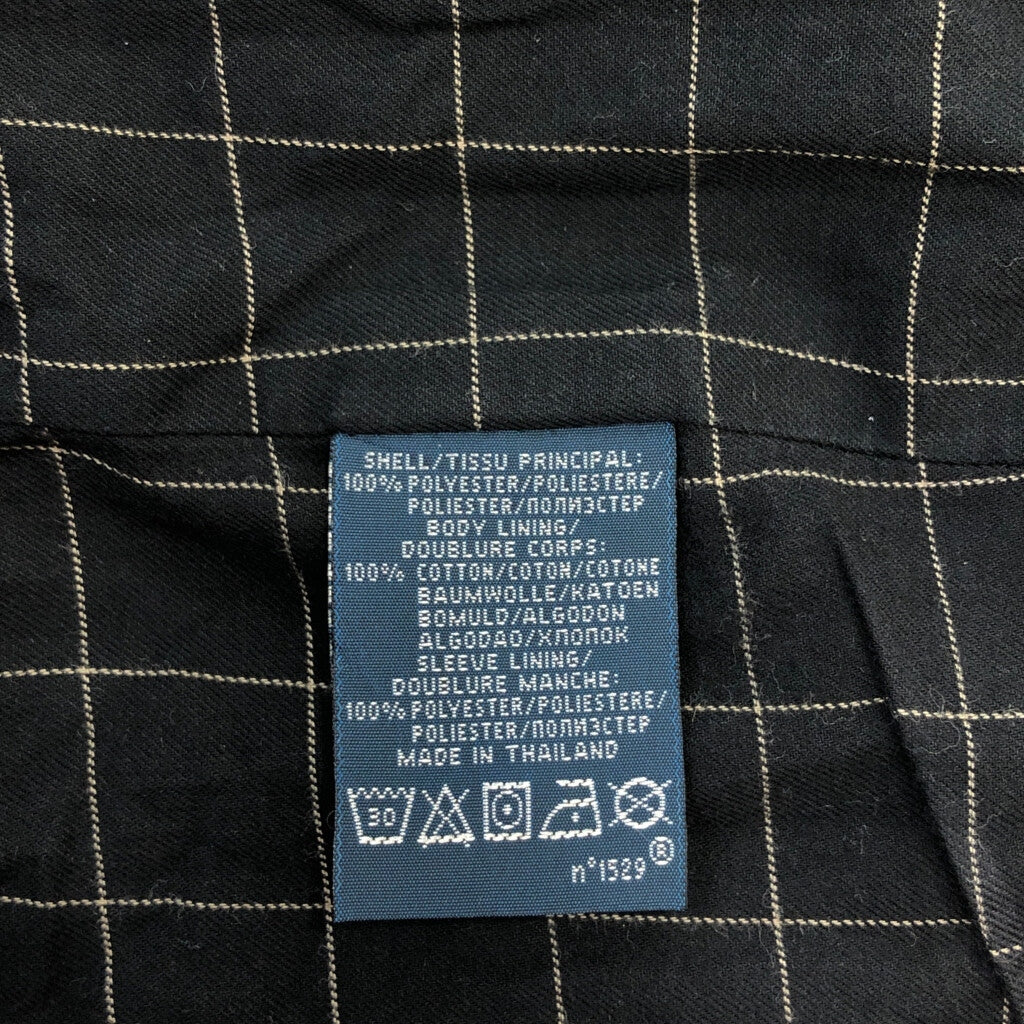 SHELL/TISSU PRINCIPAL:
100% POLYESTER/POLIESTERE/
POLIESTER/ПОЛИЭСТЕР
BODY LINING/
DOUBLURE CORPS:
100% COTTON/COTON/COTONE
BAUMWOLLE/KATOEN
BOMULD/ALGODON
ALGODAO/ХЛОПОК
SLEEVE LINING/
DOUBLURE MANCHE:
100% POLYESTER/POLIESTERE/
POLIESTER/ПОЛИЭСТЕР
MADE IN THAILAND
30
n°1529®